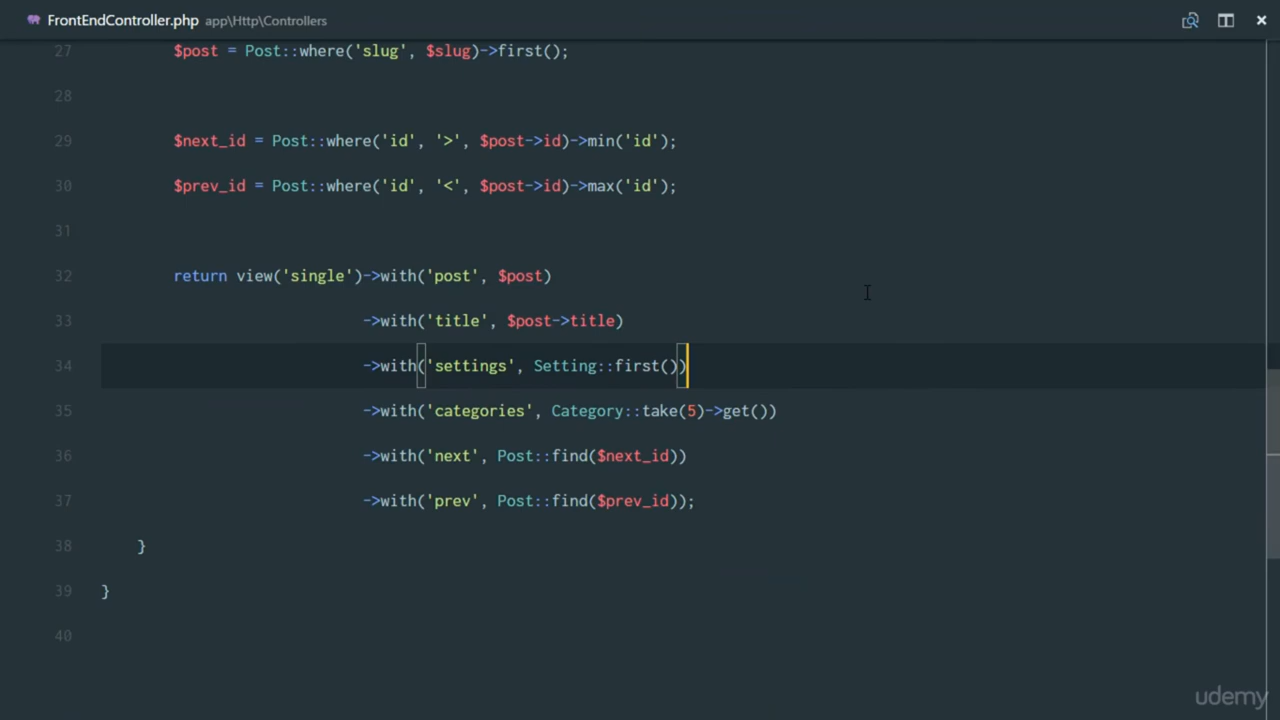 FrontEndController.php app\Http\Controllers
27 $post = Post::where('slug', $slug)->first();
28
29 $next_id = Post::where('id', '>', $post->id)->min('id');
30 $prev_id = Post::where('id', '<', $post->id)->max('id');
31
32 return view('single')->with('post', $post)
33 ->with('title', $post->title)
34 ->with('settings', Setting::first())
35 ->with('categories', Category::take(5)->get())
36 ->with('next', Post::find($next_id))
37 ->with('prev', Post::find($prev_id));
38 }
39 }
40
udemy